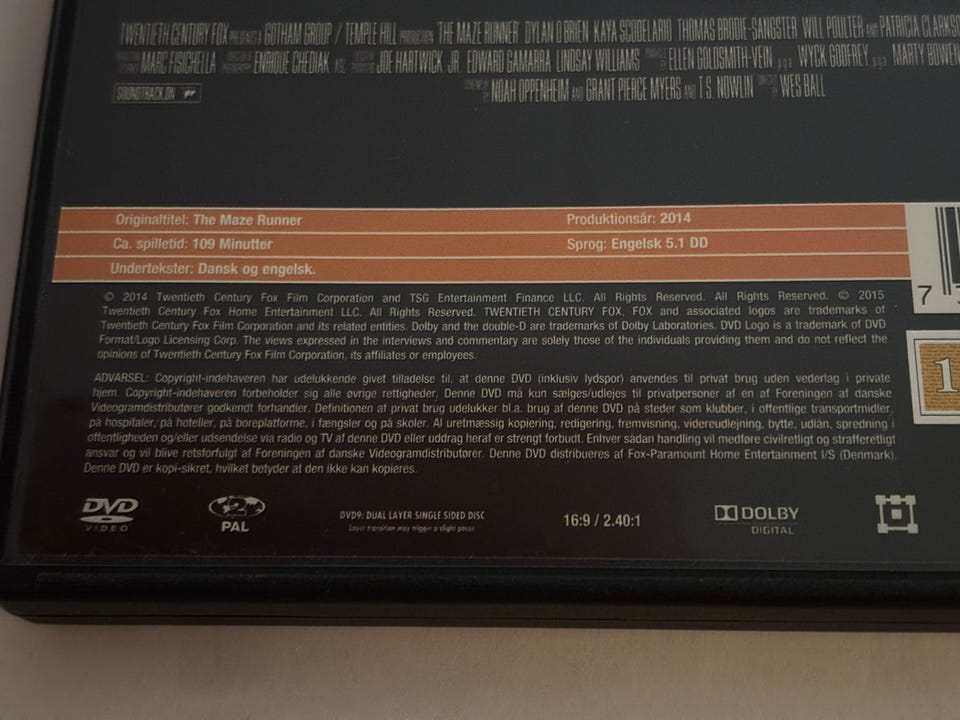 TWENTIETH CENTURY FOX PRESENTS A GOTHAM GROUP / TEMPLE HILL PRODUCTION 'THE MAZE RUNNER' DYLAN O'BRIEN KAYA SCODELARIO THOMAS BRODIE-SANGSTER WILL POULTER AND PATRICIA CLARKSO
MARC FISICHELLA ENRIQUE CHEDIAK ASC JOE HARTWICK JR. EDWARD GAMARRA LINDSAY WILLIAMS ELLEN GOLDSMITH-VEIN p.g.a. WYCK GODFREY, p.g.a. MARTY BOWEN
SOUNDTRACK ON
NOAH OPPENHEIM AND GRANT PIERCE MYERS AND T.S. NOWLIN WES BALL
Originaltitel: The Maze Runner Produktionsår: 2014
Ca. spilletid: 109 Minutter Sprog: Engelsk 5.1 DD
Undertekster: Dansk og engelsk.
7
© 2014 Twentieth Century Fox Film Corporation and TSG Entertainment Finance LLC. All Rights Reserved. All Rights Reserved. © 2015
Twentieth Century Fox Home Entertainment LLC. All Rights Reserved. TWENTIETH CENTURY FOX, FOX and associated logos are trademarks of
Twentieth Century Fox Film Corporation and its related entities. Dolby and the double-D are trademarks of Dolby Laboratories. DVD Logo is a trademark of DVD
Format/Logo Licensing Corp. The views expressed in the interviews and commentary are solely those of the individuals providing them and do not reflect the
opinions of Twentieth Century Fox Film Corporation, its affiliates or employees.
1
ADVARSEL: Copyright-indehaveren har udelukkende givet tilladelse til, at denne DVD (inklusiv lydspor) anvendes til privat brug uden vederlag i private
hjem. Copyright-indehaveren forbeholder sig alle øvrige rettigheder. Denne DVD må kun sælges/udlejes til privatpersoner af en af Foreningen af danske
Videogramdistributører godkendt forhandler. Definitionen af privat brug udelukker bl.a. brug af denne DVD på steder som klubber, i offentlige transportmidler,
på hospitaler, på hoteller, på boreplatforme, i fængsler og på skoler. Al uretmæssig kopiering, redigering, fremvisning, videreudlejning, bytte, udlån, spredning i
offentligheden og/eller udsendelse via radio og TV af denne DVD eller uddrag heraf er strengt forbudt. Enhver sådan handling vil medføre civilretligt og strafferetligt
ansvar og vil blive retsforfulgt af Foreningen af danske Videogramdistributører. Denne DVD distribueres af Fox-Paramount Home Entertainment I/S (Denmark).
Denne DVD er kopi-sikret, hvilket betyder at den ikke kan kopieres.
DVD VIDEO
2 PAL
DVD9: DUAL LAYER SINGLE SIDED DISC
Layer transition may trigger a slight pause
16:9 / 2.40:1
DOLBY DIGITAL